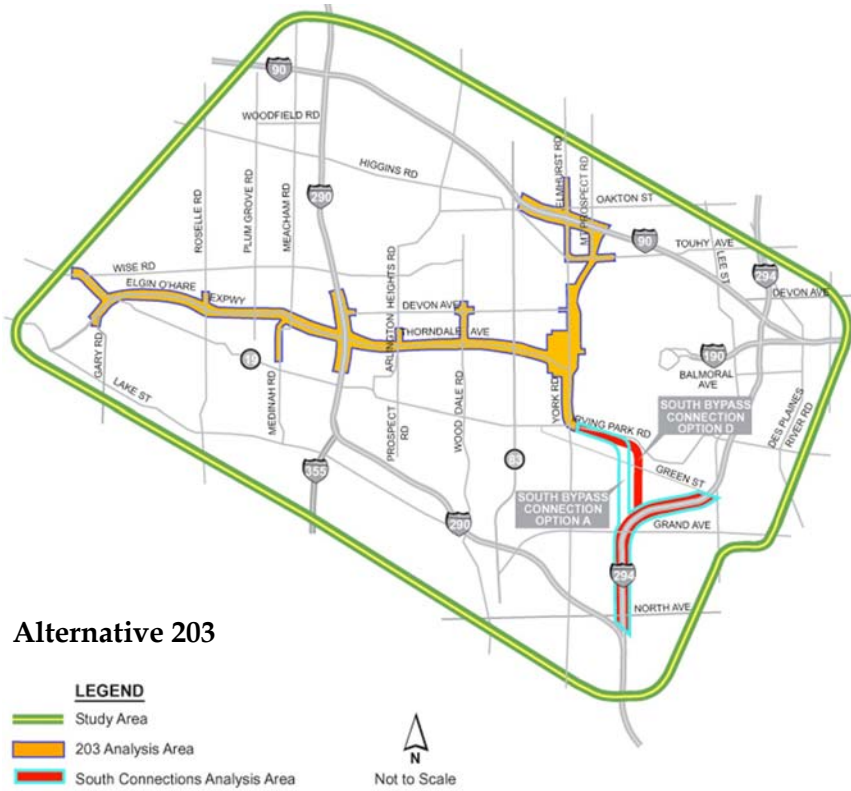 90
WOODFIELD RD
HIGGINS RD
ELMHURST RD
MT PROSPECT RD
OAKTON ST
ROSELLE RD
PLUM GROVE RD
MEACHAM RD
290
90
TOUHY AVE
LEE ST
294
DEVON AVE
WISE RD
ELGIN O'HARE
EXPWY
ARLINGTON HEIGHTS RD
DEVON AVE
THORNDALE AVE
190
BALMORAL
AVE
GARY RD
LAKE ST
MEDINAH RD
PROSPECT
RD
WOOD DALE RD
YORK RD
IRVING PARK RD
SOUTH BYPASS
CONNECTION
OPTION D
DES PLAINES
RIVER RD
GREEN ST
355
83
SOUTH BYPASS
CONNECTION
OPTION A
290
GRAND AVE
294
NORTH AVE
Alternative 203
LEGEND
Study Area
203 Analysis Area
South Connections Analysis Area
N
Not to Scale